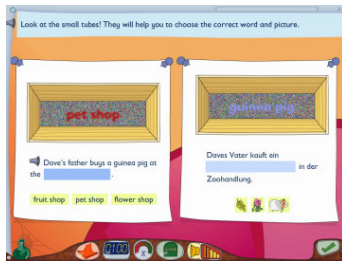 Look at the small tubes! They will help you to choose the correct word and picture.
pet shop
Dave's father buys a guinea pig at
the .
fruit shop pet shop flower shop
guinea pig
Daves Vater kauft ein
in der
Zoohandlung.
0100